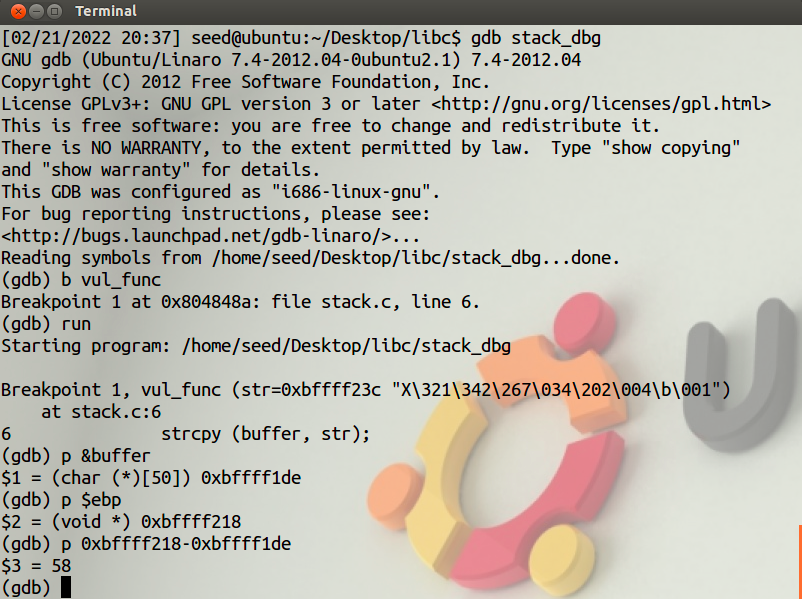 Terminal
[02/21/2022 20:37] seed@ubuntu:~/Desktop/libc$ gdb stack_dbg
GNU gdb (Ubuntu/Linaro 7.4-2012.04-0ubuntu2.1) 7.4-2012.04
Copyright (C) 2012 Free Software Foundation, Inc.
License GPLv3+: GNU GPL version 3 or later <http://gnu.org/licenses/gpl.html>
This is free software: you are free to change and redistribute it.
There is NO WARRANTY, to the extent permitted by law.  Type "show copying"
and "show warranty" for details.
This GDB was configured as "i686-linux-gnu".
For bug reporting instructions, please see:
<http://bugs.launchpad.net/gdb-linaro/>...
Reading symbols from /home/seed/Desktop/libc/stack_dbg...done.
(gdb) b vul_func
Breakpoint 1 at 0x804848a: file stack.c, line 6.
(gdb) run
Starting program: /home/seed/Desktop/libc/stack_dbg
Breakpoint 1, vul_func (str=0xbffff23c "X\321\342\267\034\202\004\b\001")
    at stack.c:6
6               strcpy (buffer, str);
(gdb) p &buffer
$1 = (char (*)[50]) 0xbffff1de
(gdb) p $ebp
$2 = (void *) 0xbffff218
(gdb) p 0xbffff218-0xbffff1de
$3 = 58
(gdb)